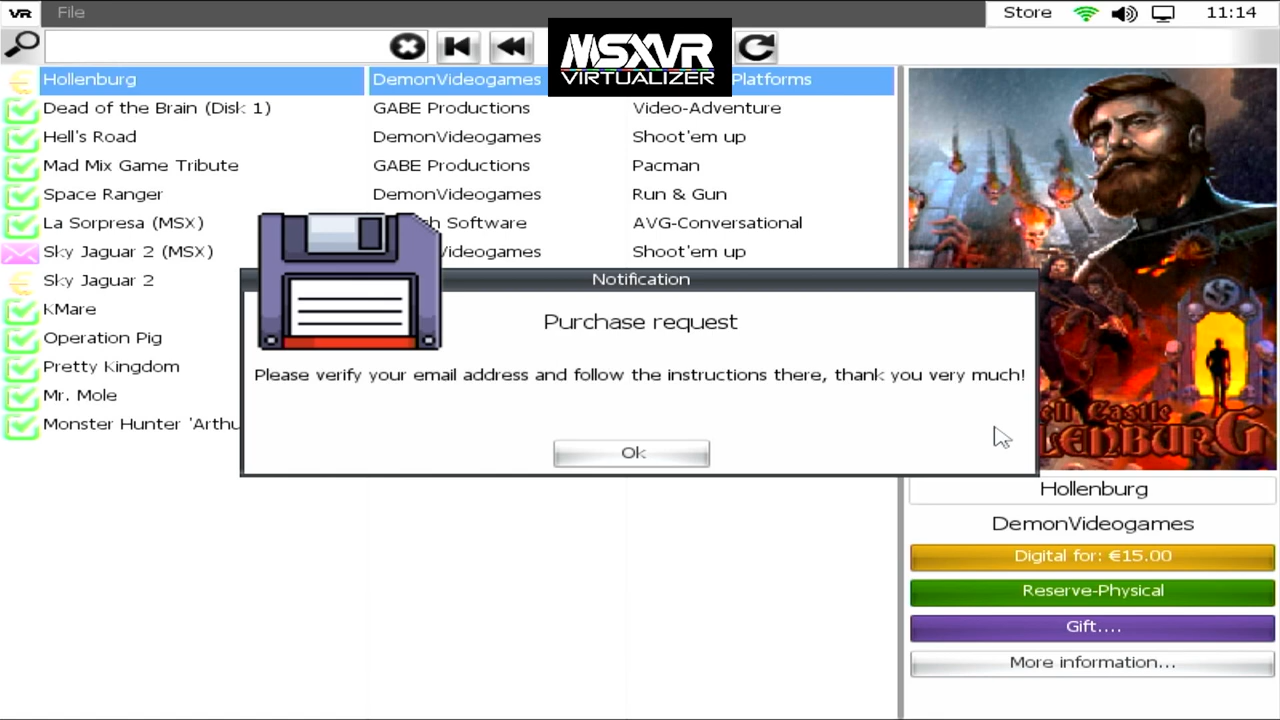 VR File Store 11:14
MSXVR
VIRTUALIZER
Hollenburg DemonVideogames Platforms
Dead of the Brain (Disk 1) GABE Productions Video-Adventure
Hell's Road DemonVideogames Shoot'em up
Mad Mix Game Tribute GABE Productions Pacman
Space Ranger DemonVideogames Run & Gun
La Sorpresa (MSX) Software AVG-Conversational
Sky Jaguar 2 (MSX) Shoot'em up
Sky Jaguar 2
KMare
Operation Pig
Pretty Kingdom
Mr. Mole
Monster Hunter 'Arthu
Notification
Purchase request
Please verify your email address and follow the instructions there, thank you very much!
Ok
Castle
Hollenburg
DemonVideogames
Digital for: €15.00
Reserve-Physical
Gift....
More information...